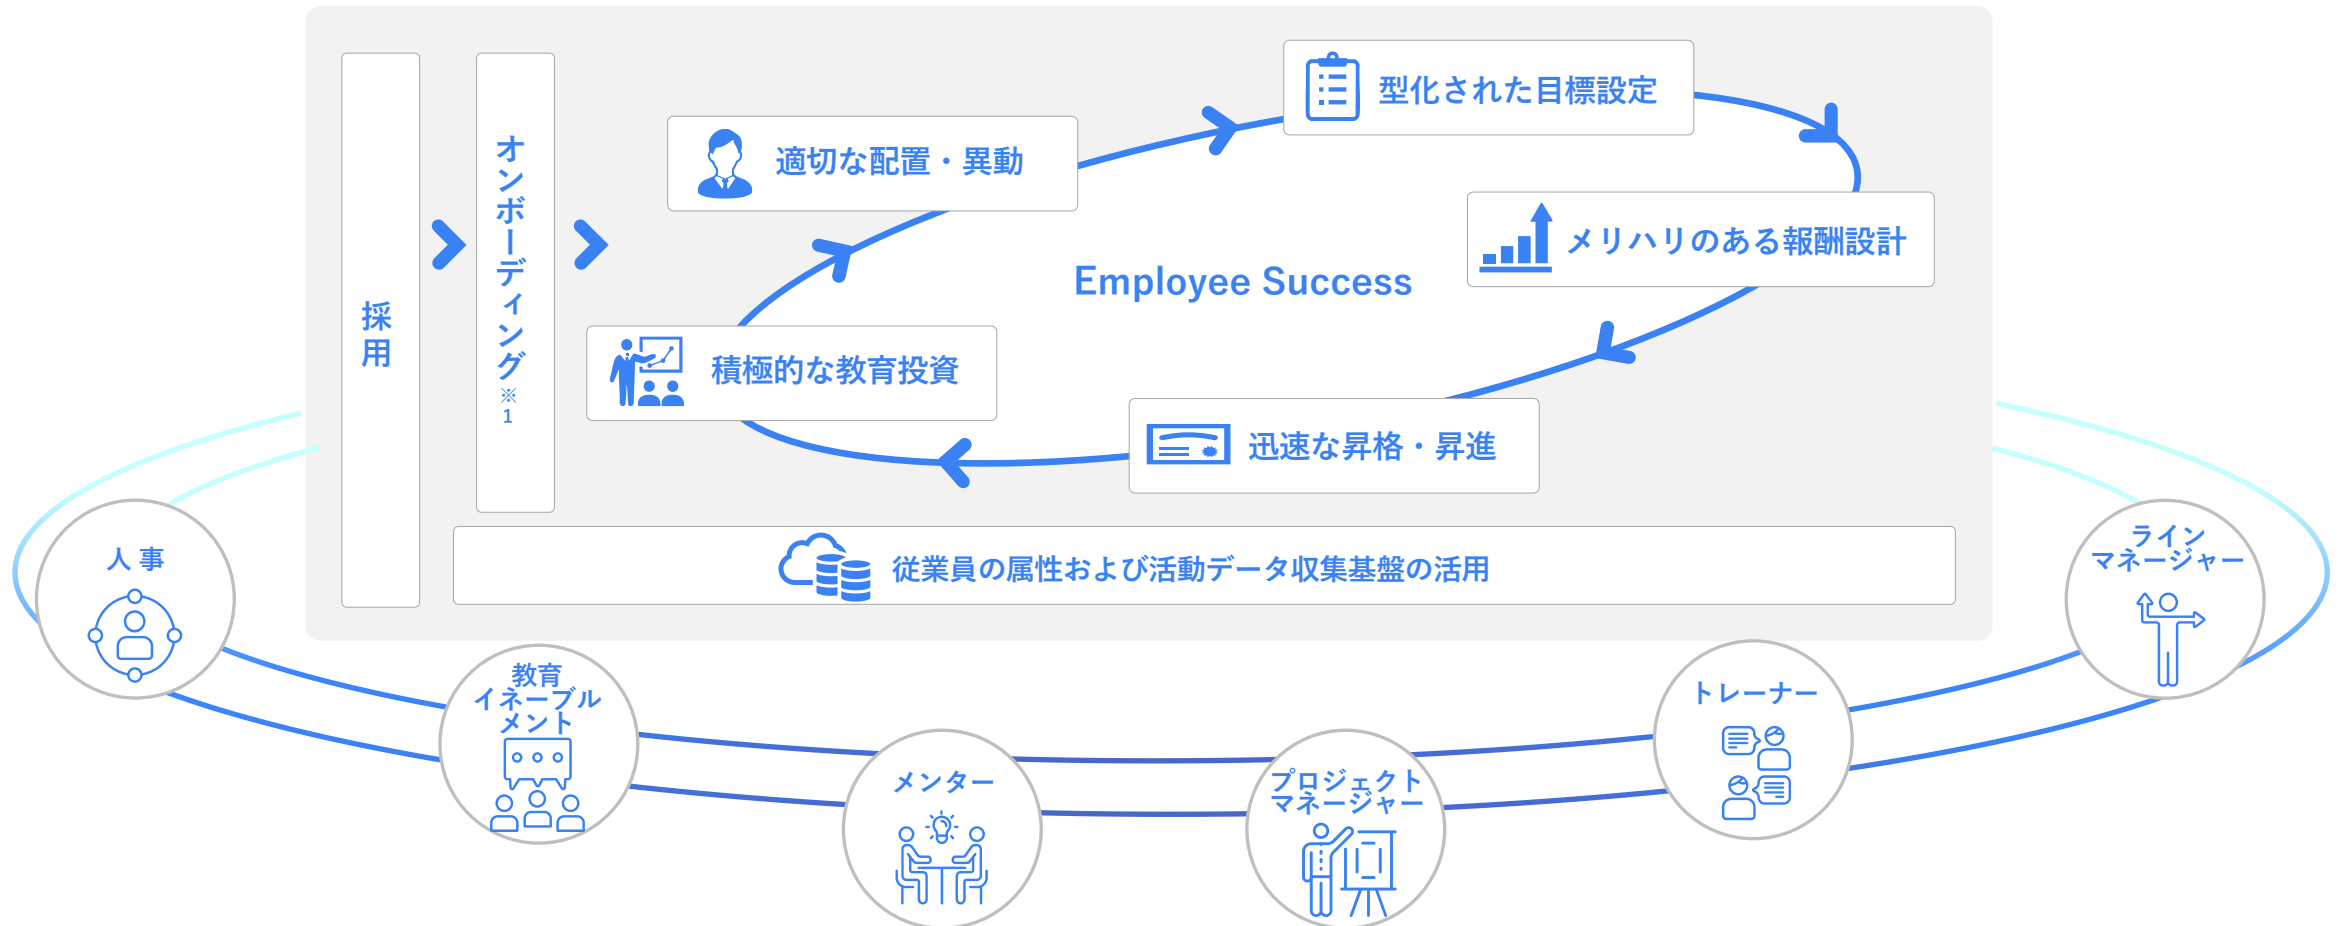 採用
オンボーディング※1
適切な配置・異動
型化された目標設定
メリハリのある報酬設計
Employee Success
積極的な教育投資
迅速な昇格・昇進
従業員の属性および活動データ収集基盤の活用
人事
教育
イネーブル
メント
メンター
プロジェクト
マネージャー
トレーナー
ライン
マネージャー